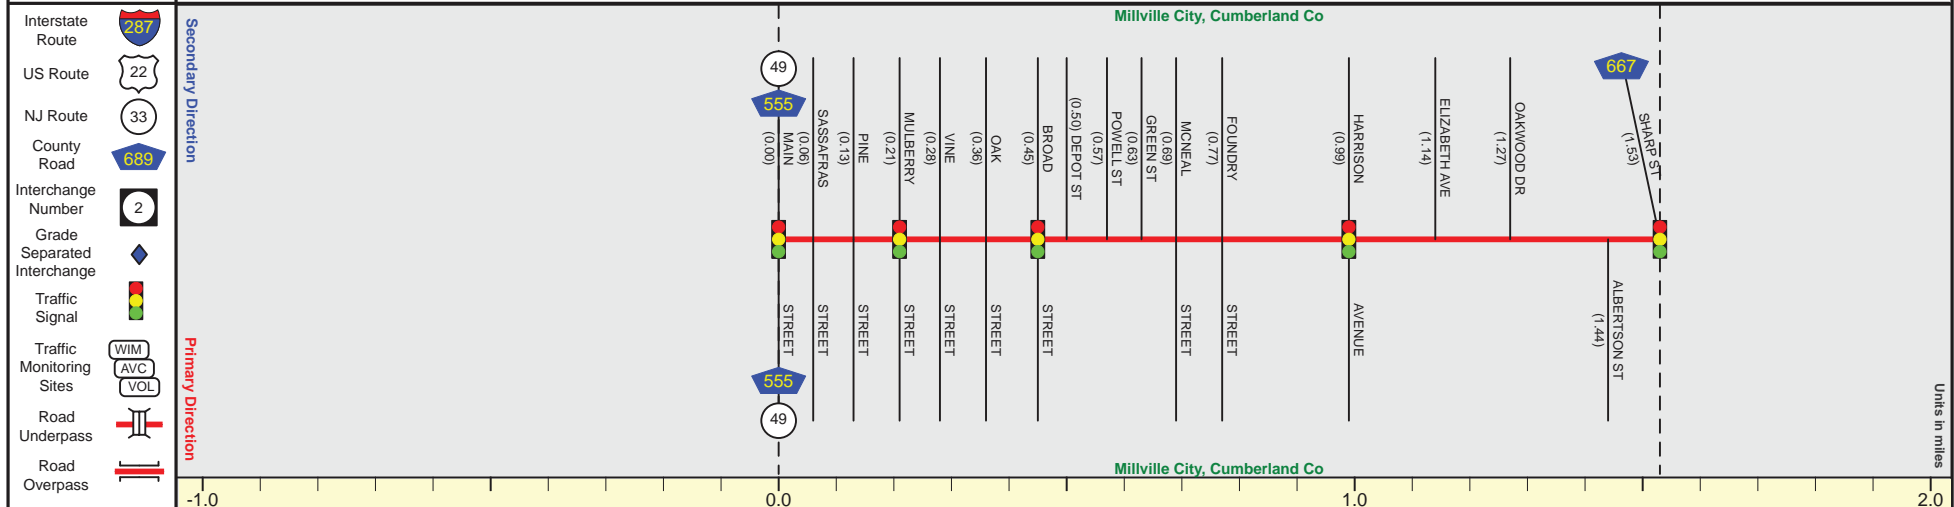 Interstate
Route
287
US Route
22
NJ Route
33
County
Road
689
Interchange
Number
2
Grade
Separated
Interchange
Traffic
Signal
Traffic
Monitoring
Sites
WIM
AVC
VOL
Road
Underpass
Road
Overpass
Secondary Direction
Primary Direction
Millville City, Cumberland Co
49
555
MAIN
(0.00)
SASSAFRAS
(0.06)
PINE
(0.13)
MULBERRY
(0.21)
VINE
(0.28)
OAK
(0.36)
BROAD
(0.45)
(0.50) DEPOT ST
POWELL ST
(0.57)
GREEN ST
(0.63)
MCNEAL
(0.69)
FOUNDRY
(0.77)
HARRISON
(0.99)
ELIZABETH AVE
(1.14)
OAKWOOD DR
(1.27)
667
SHARP ST
(1.53)
STREET
STREET
STREET
STREET
STREET
STREET
STREET
STREET
STREET
AVENUE
ALBERTSON ST
(1.44)
555
49
Millville City, Cumberland Co
Units in miles
-1.0
0.0
1.0
2.0